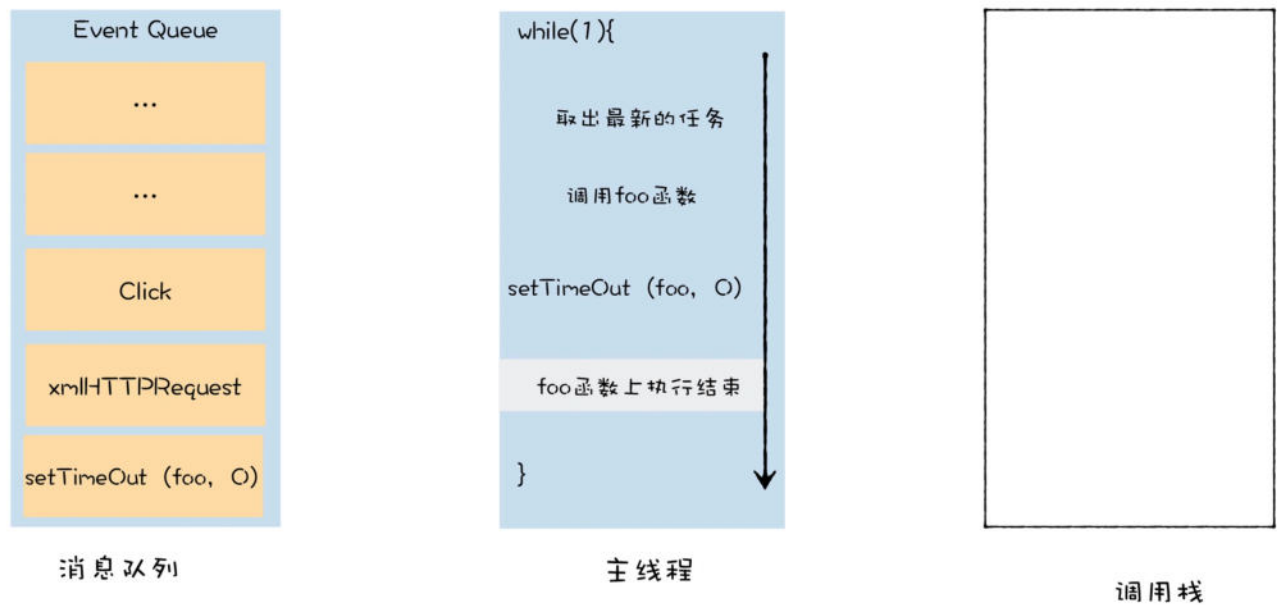 Event Queue
...
...
Click
xmlHTTPRequest
setTimeOut (foo, 0)
消息队列
while(1){
取出最新的任务
调用foo函数
setTimeOut (foo, 0)
foo函数上执行结束
}
主线程
调用栈